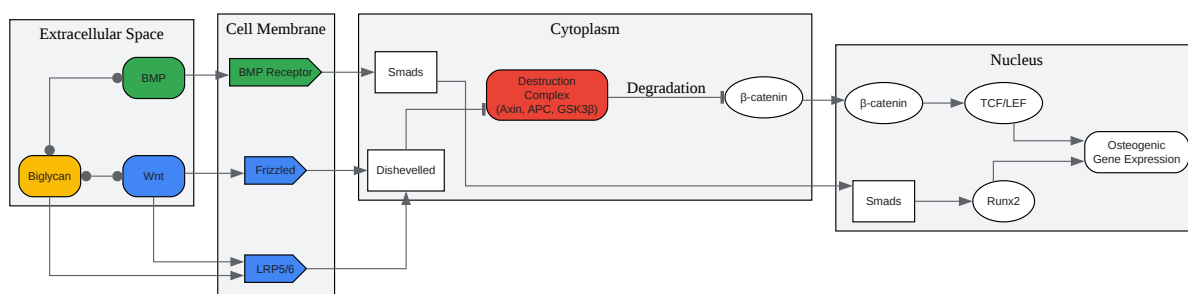 Extracellular Space
BMP
Biglycan
Wnt
Cell Membrane
BMP Receptor
Frizzled
LRP5/6
Cytoplasm
Smads
Dishevelled
Destruction
Complex
(Axin, APC, GSK3β)
Degradation
β-catenin
Nucleus
β-catenin
TCF/LEF
Smads
Runx2
Osteogenic
Gene Expression